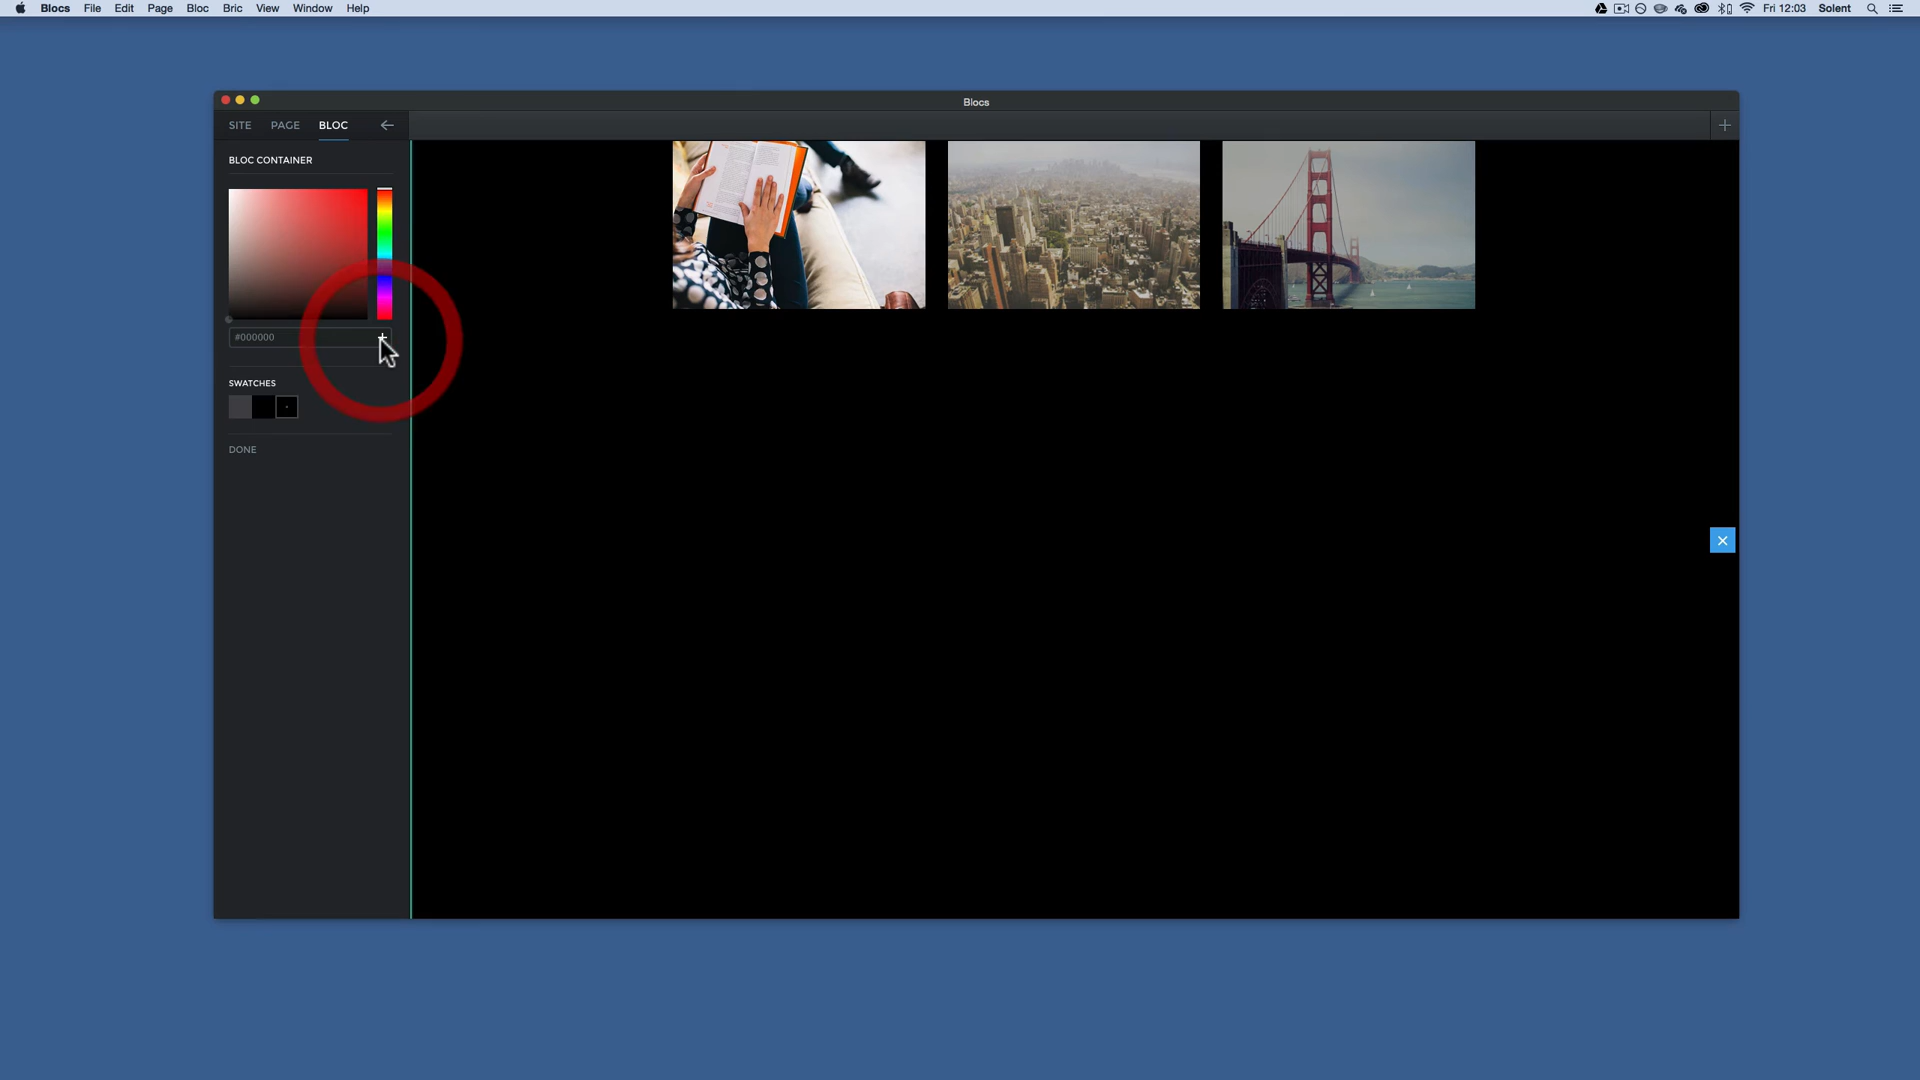 Blocs File Edit Page Bloc Bric View Window Help Fri 12:03 Solent
Blocs
SITE PAGE BLOC
BLOC CONTAINER
#000000
SWATCHES
DONE